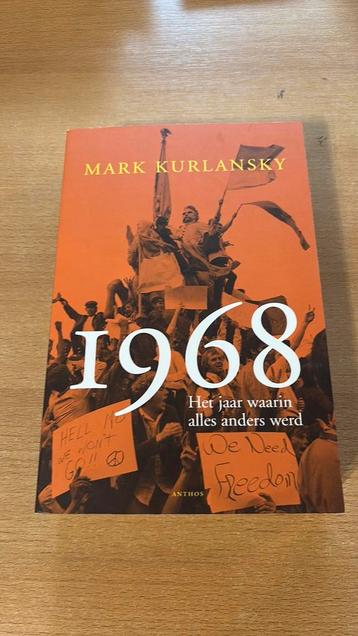 MARK KURLANSKY
1968
Het jaar waarin
alles anders werd
HELL NO
WE WON'T
GO!!
We Need
Freedom
ANTHOS